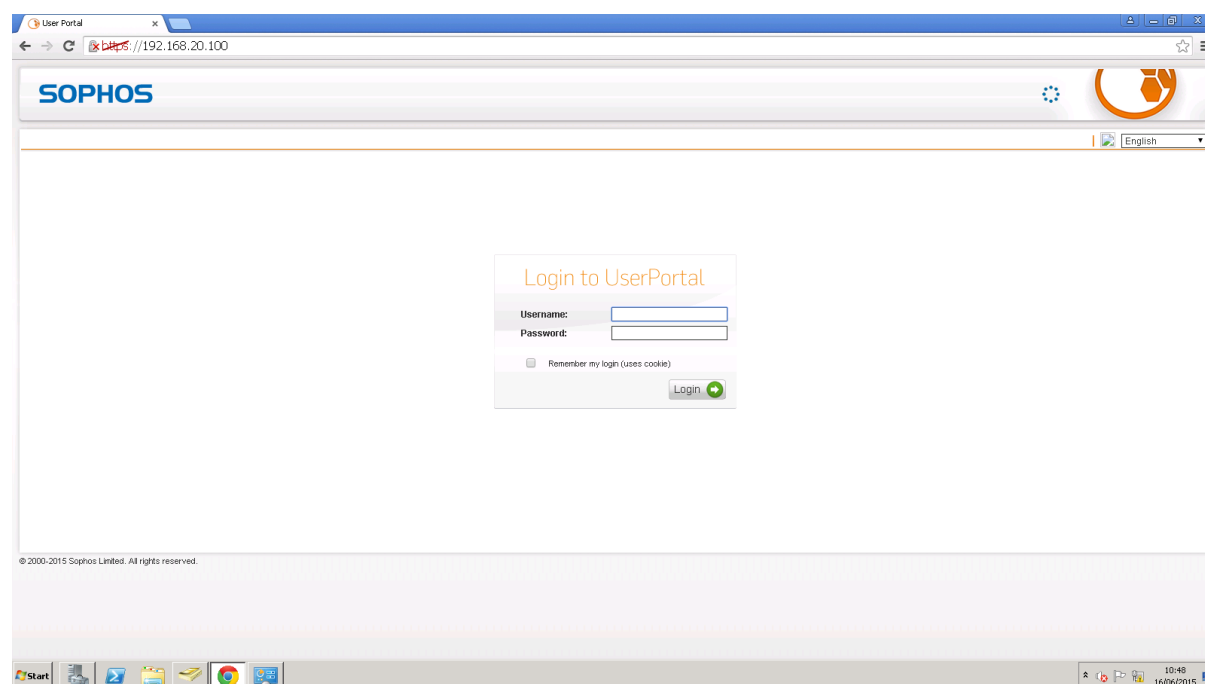 User Portal
https://192.168.20.100
SOPHOS
English
Login to UserPortal
Username:
Password:
Remember my login (uses cookie)
Login
© 2000-2015 Sophos Limited. All rights reserved.
Start
10:48
16/06/2015